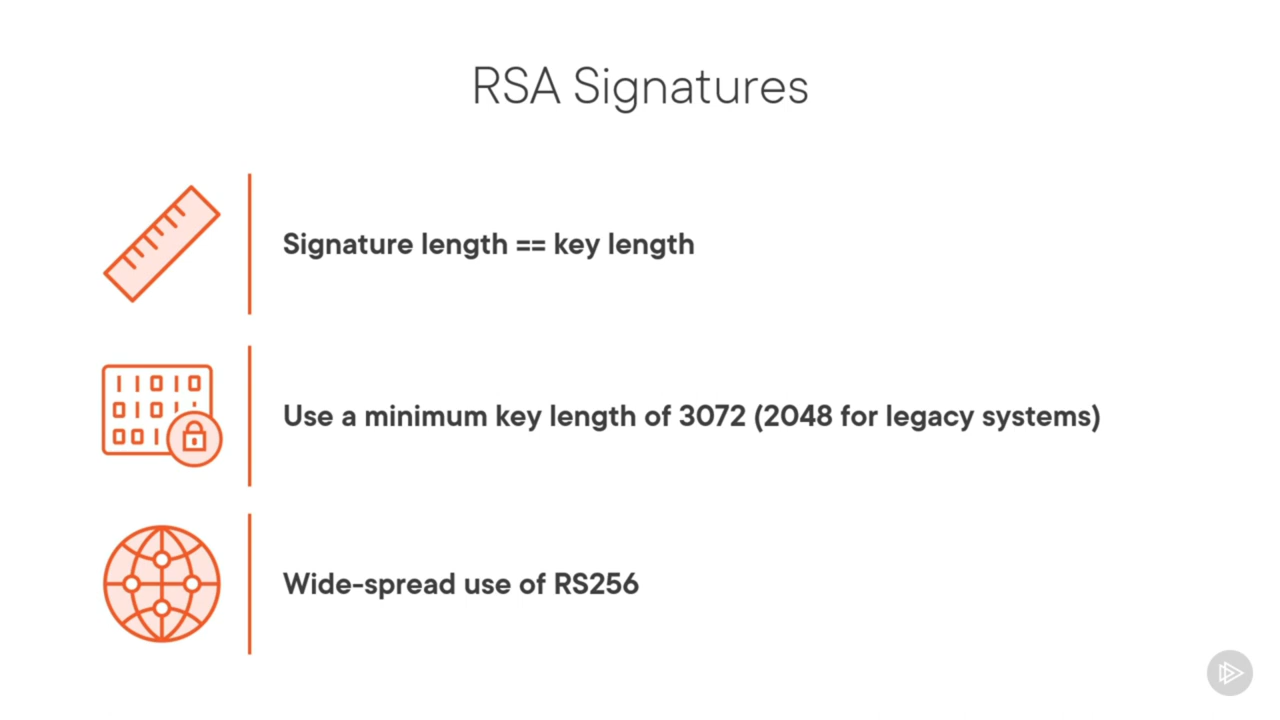 RSA Signatures
Signature length == key length
Use a minimum key length of 3072 (2048 for legacy systems)
Wide-spread use of RS256